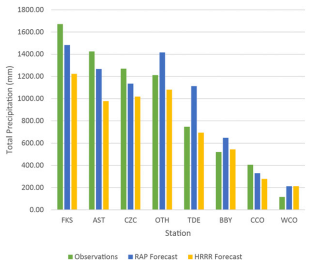 1800.00
1600.00
1400.00
1200.00
1000.00
800.00
600.00
400.00
200.00
0.00
Total Precipitation (mm)
FKS AST CZC OTH TDE BBY CCO WCO
Station
Observations RAP Forecast HRRR Forecast